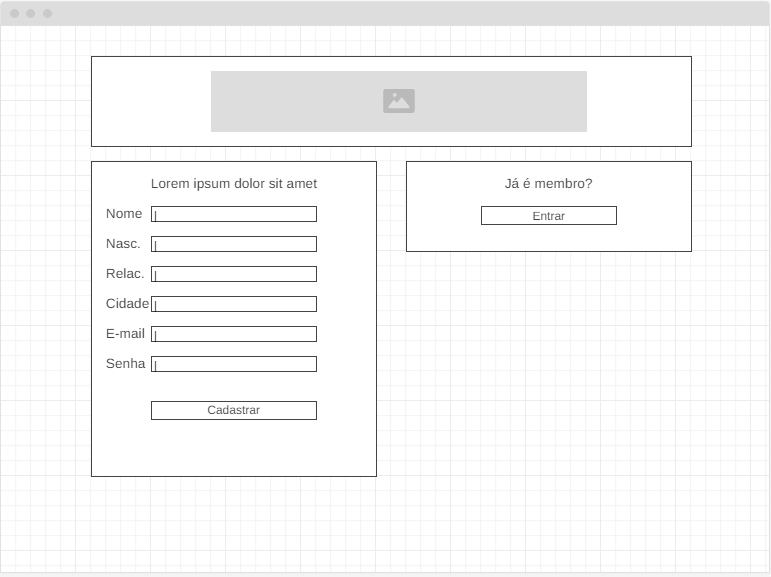 Lorem ipsum dolor sit amet
Nome
Nasc.
Relac.
Cidade
E-mail
Senha
Cadastrar
Já é membro?
Entrar